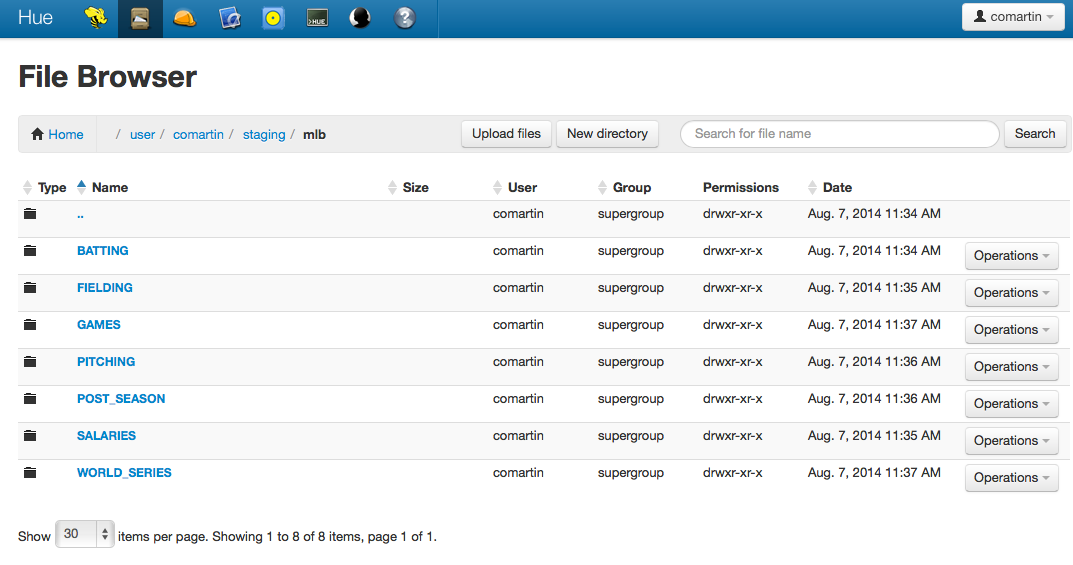 Hue >HUE ? comartin
File Browser
Home / user / comartin / staging / mlb Upload files New directory Search for file name Search
Type Name Size User Group Permissions Date
.. comartin supergroup drwxr-xr-x Aug. 7, 2014 11:34 AM
BATTING comartin supergroup drwxr-xr-x Aug. 7, 2014 11:34 AM Operations
FIELDING comartin supergroup drwxr-xr-x Aug. 7, 2014 11:35 AM Operations
GAMES comartin supergroup drwxr-xr-x Aug. 7, 2014 11:37 AM Operations
PITCHING comartin supergroup drwxr-xr-x Aug. 7, 2014 11:36 AM Operations
POST_SEASON comartin supergroup drwxr-xr-x Aug. 7, 2014 11:36 AM Operations
SALARIES comartin supergroup drwxr-xr-x Aug. 7, 2014 11:35 AM Operations
WORLD_SERIES comartin supergroup drwxr-xr-x Aug. 7, 2014 11:37 AM Operations
Show 30 items per page. Showing 1 to 8 of 8 items, page 1 of 1.